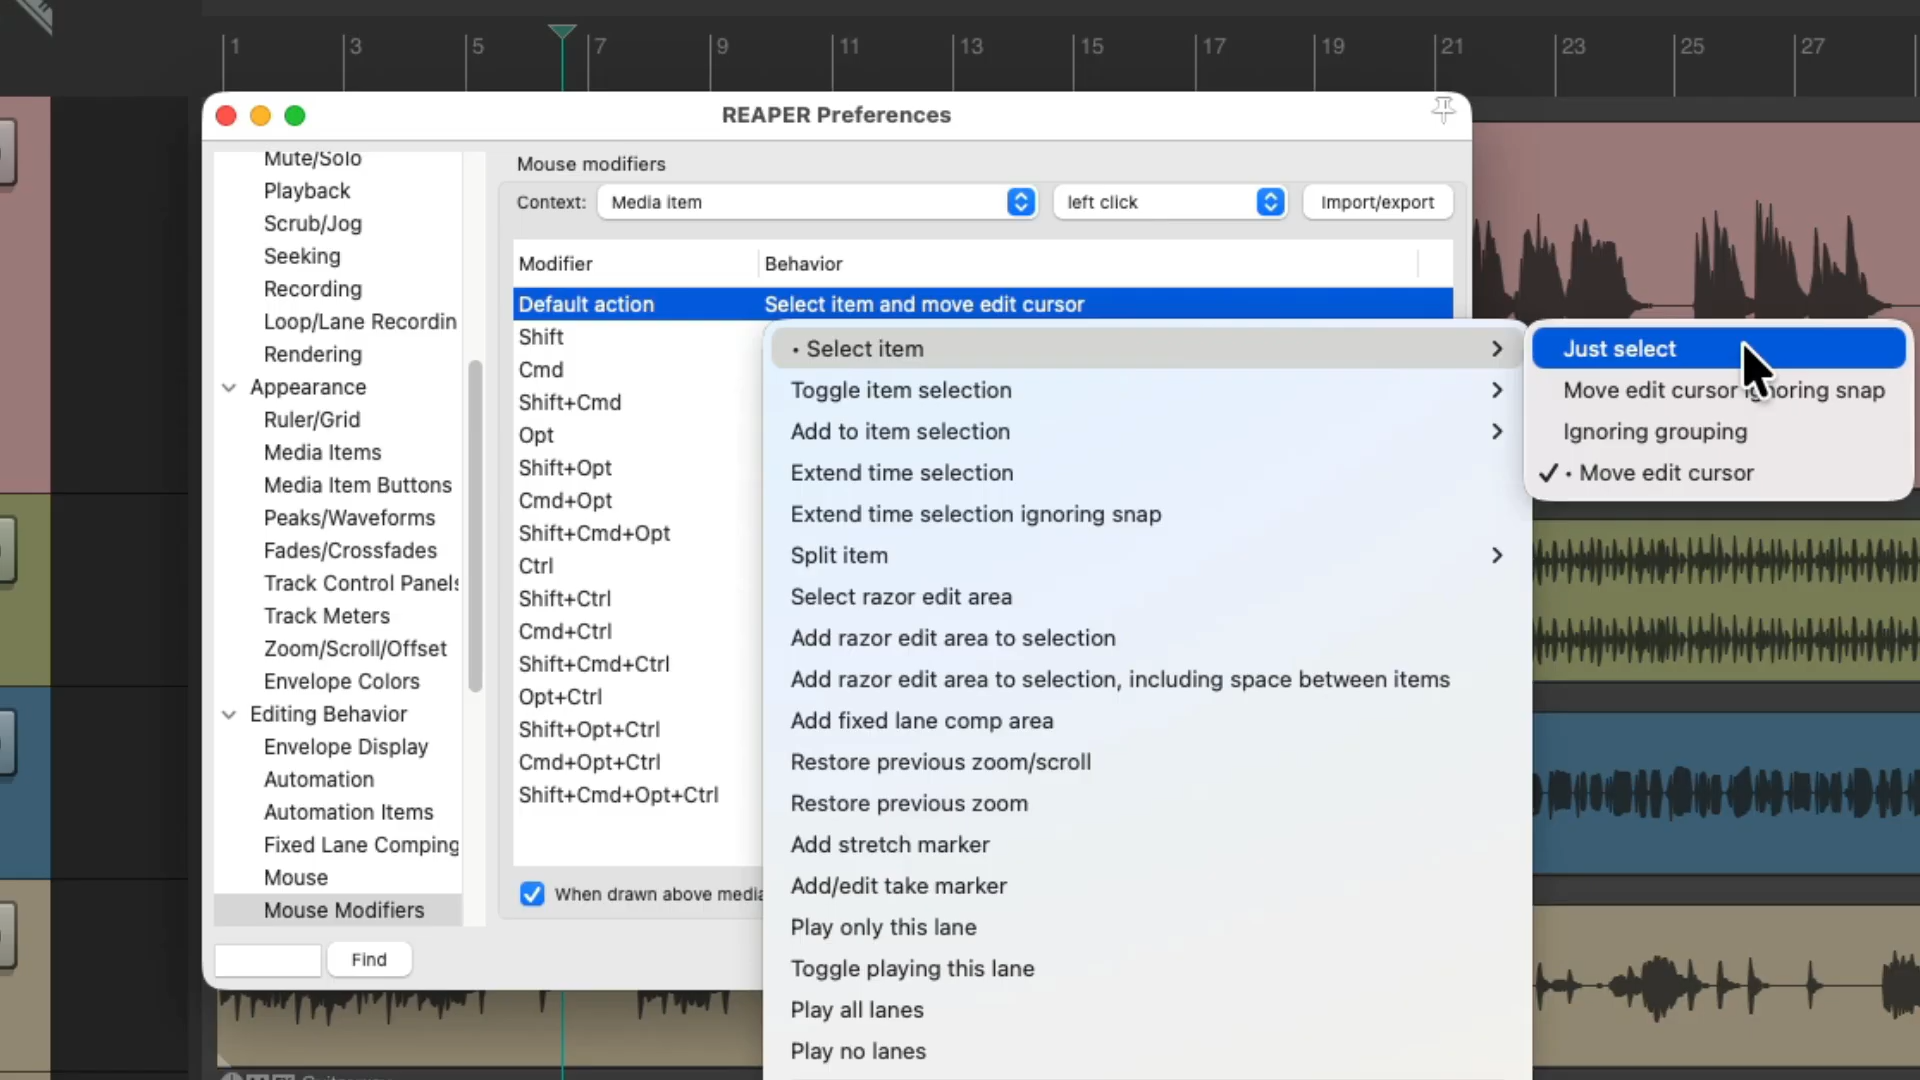 1 3 5 7 9 11 13 15 17 19 21 23 25 27
REAPER Preferences
Mute/Solo
Playback
Scrub/Jog
Seeking
Recording
Loop/Lane Recordin
Rendering
Appearance
Ruler/Grid
Media Items
Media Item Buttons
Peaks/Waveforms
Fades/Crossfades
Track Control Panels
Track Meters
Zoom/Scroll/Offset
Envelope Colors
Editing Behavior
Envelope Display
Automation
Automation Items
Fixed Lane Comping
Mouse
Mouse Modifiers
Find
Mouse modifiers
Context: Media item left click Import/export
Modifier Behavior
Default action Select item and move edit cursor
Shift
Cmd
Shift+Cmd
Opt
Shift+Opt
Cmd+Opt
Shift+Cmd+Opt
Ctrl
Shift+Ctrl
Cmd+Ctrl
Shift+Cmd+Ctrl
Opt+Ctrl
Shift+Opt+Ctrl
Cmd+Opt+Ctrl
Shift+Cmd+Opt+Ctrl
When drawn above media
• Select item
Toggle item selection
Add to item selection
Extend time selection
Extend time selection ignoring snap
Split item
Select razor edit area
Add razor edit area to selection
Add razor edit area to selection, including space between items
Add fixed lane comp area
Restore previous zoom/scroll
Restore previous zoom
Add stretch marker
Add/edit take marker
Play only this lane
Toggle playing this lane
Play all lanes
Play no lanes
Just select
Move edit cursor ignoring snap
Ignoring grouping
✓ • Move edit cursor